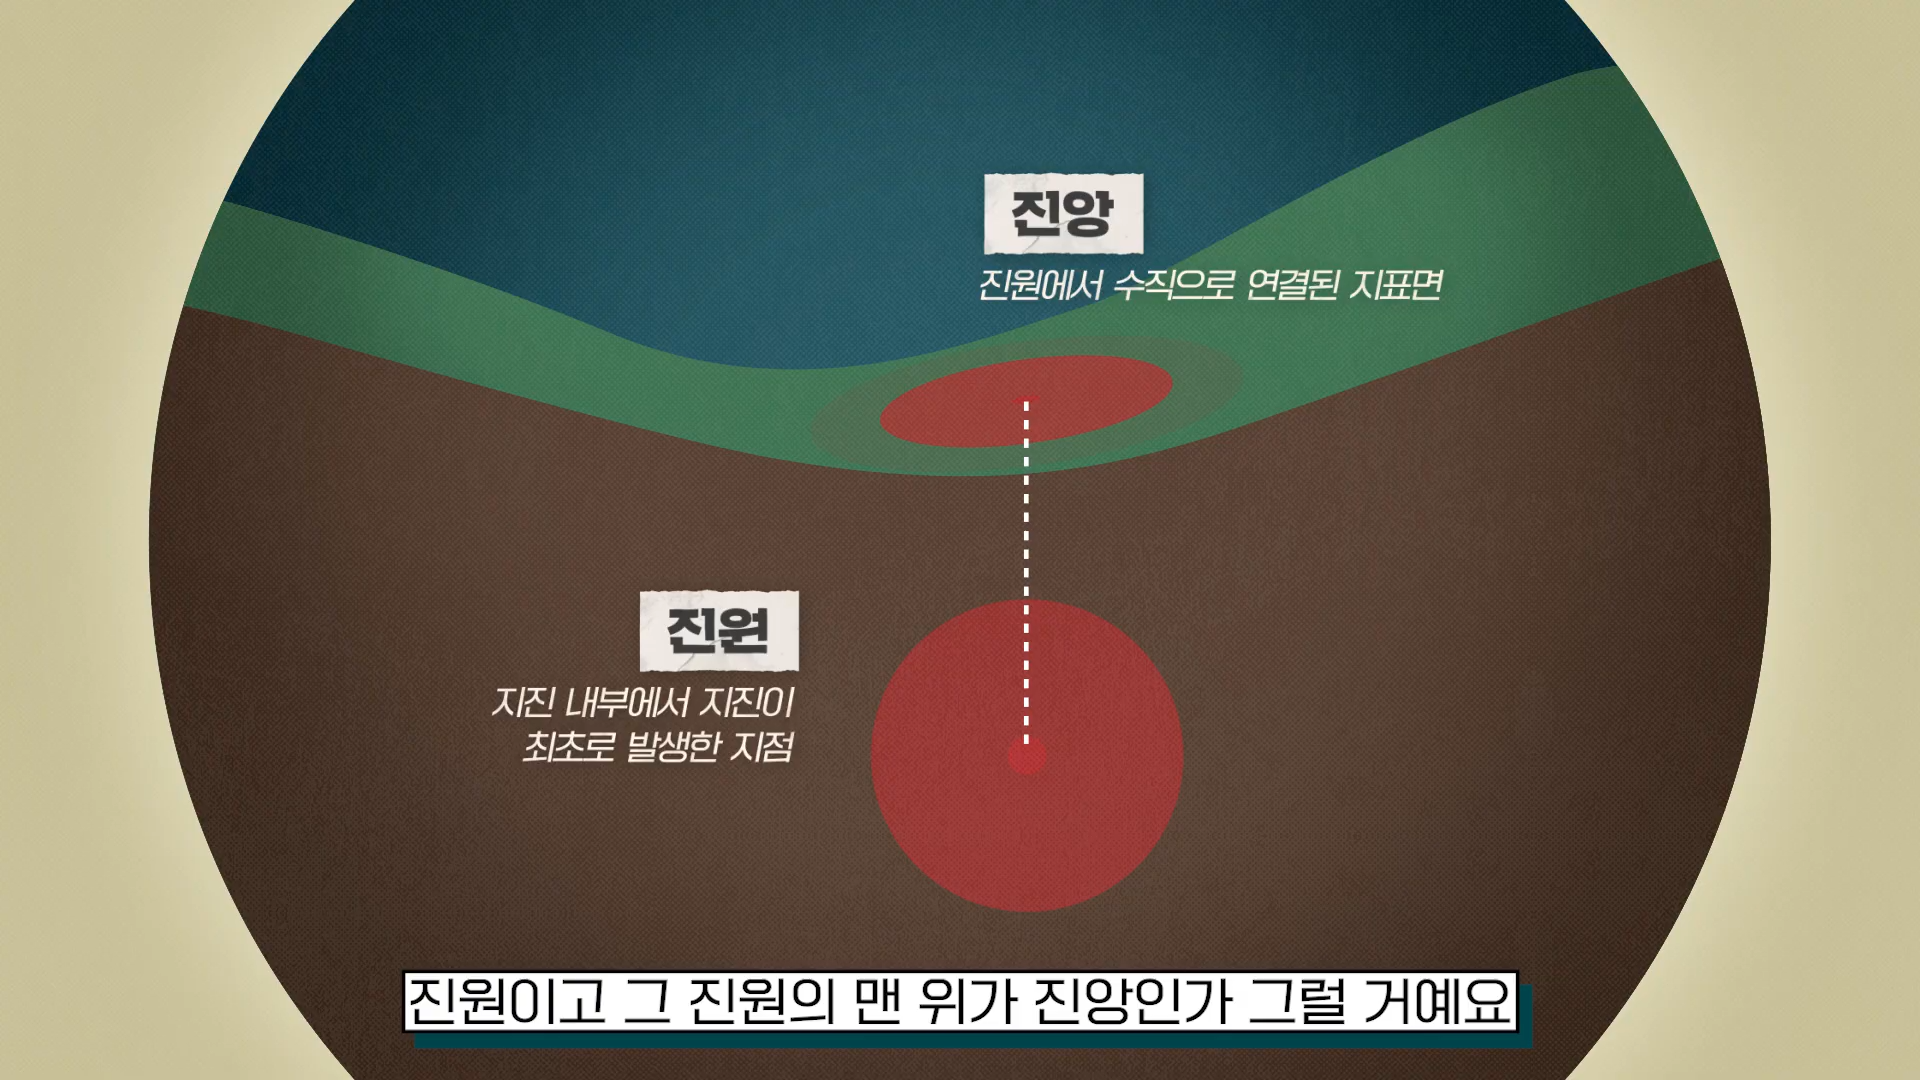 진앙
진원에서 수직으로 연결된 지표면
진원
지진 내부에서 지진이
최초로 발생한 지점
진원이고 그 진원의 맨 위가 진앙인가 그럴 거예요